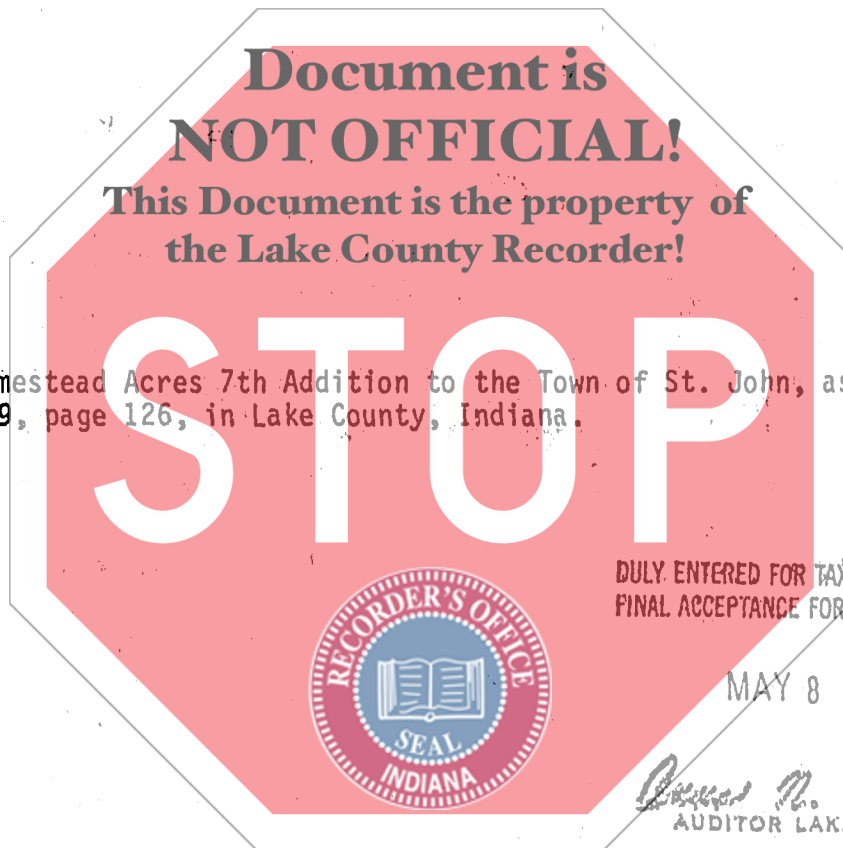 Document is
NOT OFFICIAL!
This Document is the property of
the Lake County Recorder!
STOP
mestead Acres 7th Addition to the Town of St. John, as
9, page 126, in Lake County, Indiana.
DULY ENTERED FOR TAX
FINAL ACCEPTANCE FOR
MAY 8
RECORDER'S OFFICE
SEAL
INDIANA
AUDITOR LAK